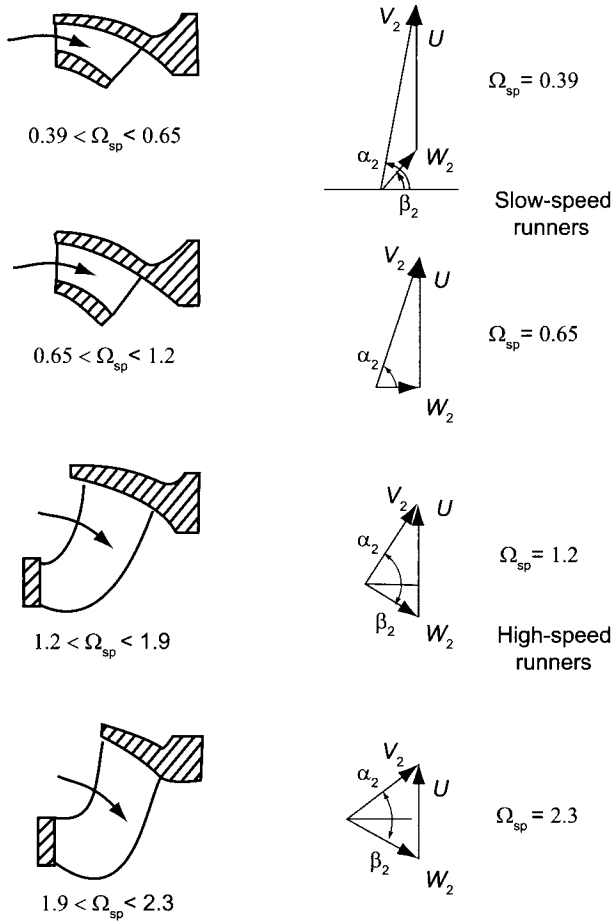 V₂ U
Ωsp = 0.39
0.39 < Ωsp < 0.65
α₂ W₂
β₂
Slow-speed
runners
V₂ U
0.65 < Ωsp < 1.2
α₂
Ωsp = 0.65
W₂
V₂ U
α₂
Ωsp = 1.2
β₂ W₂
1.2 < Ωsp < 1.9
High-speed
runners
V₂
α₂ U
Ωsp = 2.3
β₂
W₂
1.9 < Ωsp < 2.3